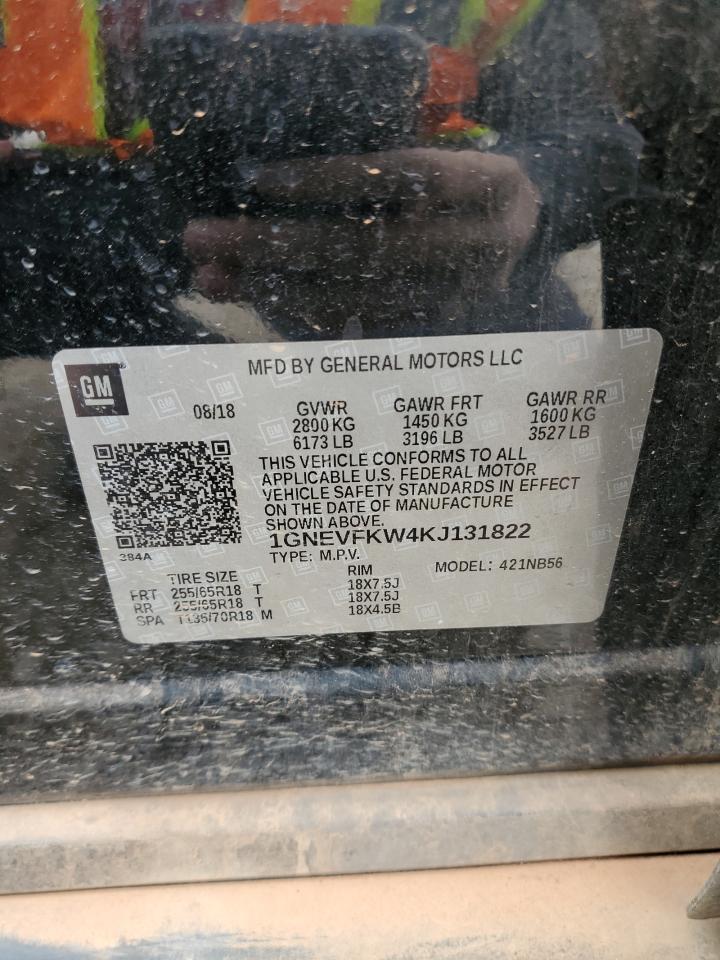 MFD BY GENERAL MOTORS LLC
GM
08/18
GVWR GAWR FRT GAWR RR
2800 KG 1450 KG 1600 KG
6173 LB 3196 LB 3527 LB
THIS VEHICLE CONFORMS TO ALL
APPLICABLE U.S. FEDERAL MOTOR
VEHICLE SAFETY STANDARDS IN EFFECT
ON THE DATE OF MANUFACTURE
SHOWN ABOVE.
1GNEVFKW4KJ131822
384A
TYPE: M.P.V. MODEL: 421NB56
TIRE SIZE RIM
FRT 255/65R18 T 18X7.5J
RR 255/65R18 T 18X7.5J
SPA T135/70R18 M 18X4.5B